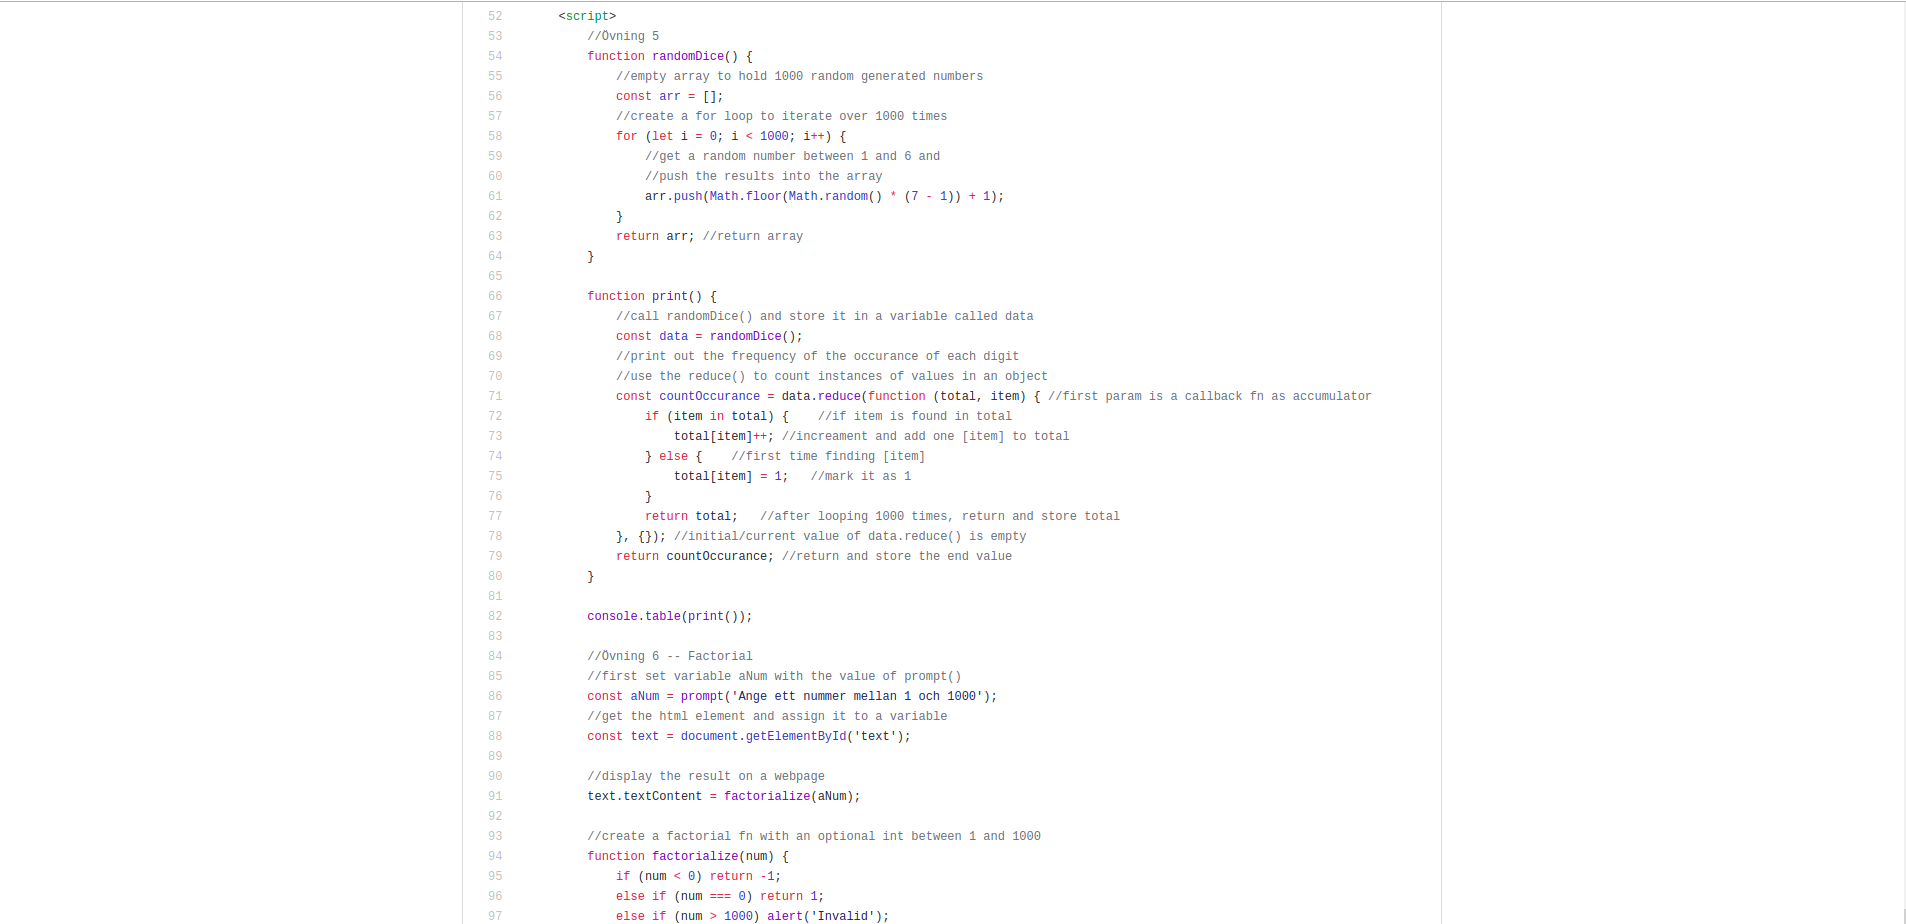 52 <script>
53 //Övning 5
54 function randomDice() {
55 //empty array to hold 1000 random generated numbers
56 const arr = [];
57 //create a for loop to iterate over 1000 times
58 for (let i = 0; i < 1000; i++) {
59 //get a random number between 1 and 6 and
60 //push the results into the array
61 arr.push(Math.floor(Math.random() * (7 - 1)) + 1);
62 }
63 return arr; //return array
64 }
65
66 function print() {
67 //call randomDice() and store it in a variable called data
68 const data = randomDice();
69 //print out the frequency of the occurance of each digit
70 //use the reduce() to count instances of values in an object
71 const countOccurance = data.reduce(function (total, item) { //first param is a callback fn as accumulator
72 if (item in total) { //if item is found in total
73 total[item]++; //increament and add one [item] to total
74 } else { //first time finding [item]
75 total[item] = 1; //mark it as 1
76 }
77 return total; //after looping 1000 times, return and store total
78 }, {}); //initial/current value of data.reduce() is empty
79 return countOccurance; //return and store the end value
80 }
81
82 console.table(print());
83
84 //Övning 6 -- Factorial
85 //first set variable aNum with the value of prompt()
86 const aNum = prompt('Ange ett nummer mellan 1 och 1000');
87 //get the html element and assign it to a variable
88 const text = document.getElementById('text');
89
90 //display the result on a webpage
91 text.textContent = factorialize(aNum);
92
93 //create a factorial fn with an optional int between 1 and 1000
94 function factorialize(num) {
95 if (num < 0) return -1;
96 else if (num === 0) return 1;
97 else if (num > 1000) alert('Invalid');